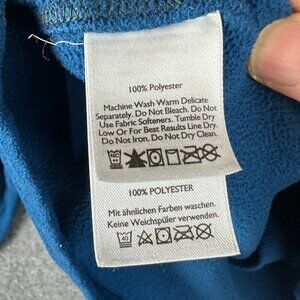 100% Polyester
Machine Wash Warm Delicate
Separately. Do Not Bleach. Do Not
Use Fabric Softeners. Tumble Dry
Low Or For Best Results Line Dry.
Do Not Iron. Do Not Dry Clean.
100% POLYESTER
Mit ähnlichen Farben waschen.
Keine Weichspüler verwenden.
40